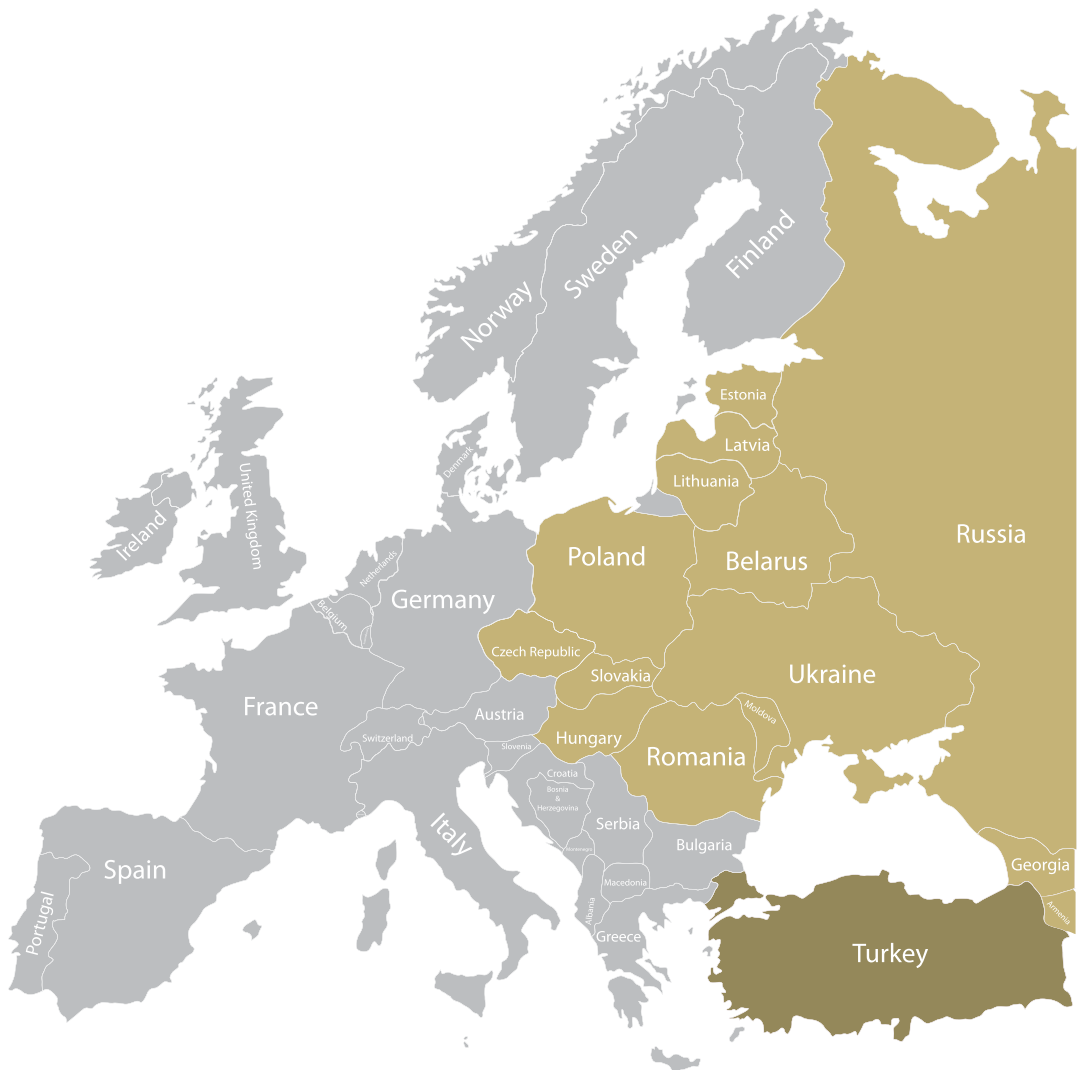 Norway
Sweden
Finland
Estonia
Latvia
Lithuania
Denmark
United Kingdom
Ireland
Russia
Poland
Belarus
Netherlands
Germany
Belgium
Czech Republic
Slovakia
Ukraine
France
Austria
Moldova
Switzerland
Hungary
Slovenia
Romania
Croatia
Bosnia
&
Herzegovina
Serbia
Italy
Bulgaria
Montenegro
Spain
Georgia
Macedonia
Armenia
Albania
Portugal
Greece
Turkey